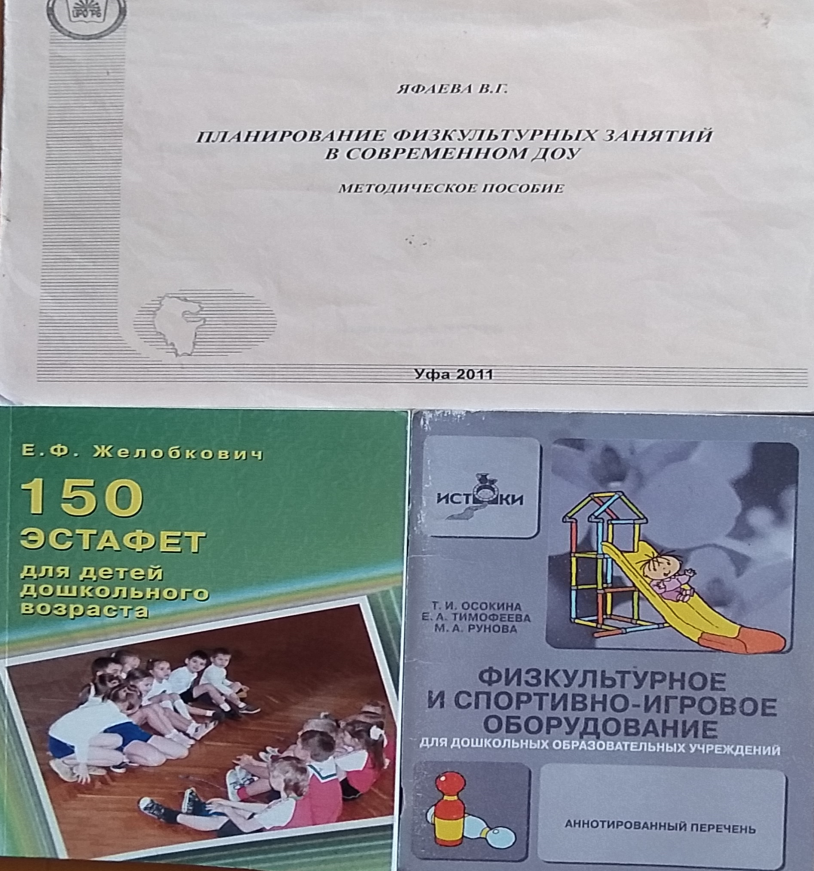 ЯФАЕВА В.Г.
ПЛАНИРОВАНИЕ ФИЗКУЛЬТУРНЫХ ЗАНЯТИЙ
В СОВРЕМЕННОМ ДОУ
МЕТОДИЧЕСКОЕ ПОСОБИЕ
Уфа 2011
Е.Ф. Желобкович
150
ЭСТАФЕТ
для детей
дошкольного
возраста
ИСТОКИ
Т. И. ОСОКИНА
Е. А. ТИМОФЕЕВА
М. А. РУНОВА
ФИЗКУЛЬТУРНОЕ
И СПОРТИВНО-ИГРОВОЕ
ОБОРУДОВАНИЕ
ДЛЯ ДОШКОЛЬНЫХ ОБРАЗОВАТЕЛЬНЫХ УЧРЕЖДЕНИЙ
АННОТИРОВАННЫЙ ПЕРЕЧЕНЬ